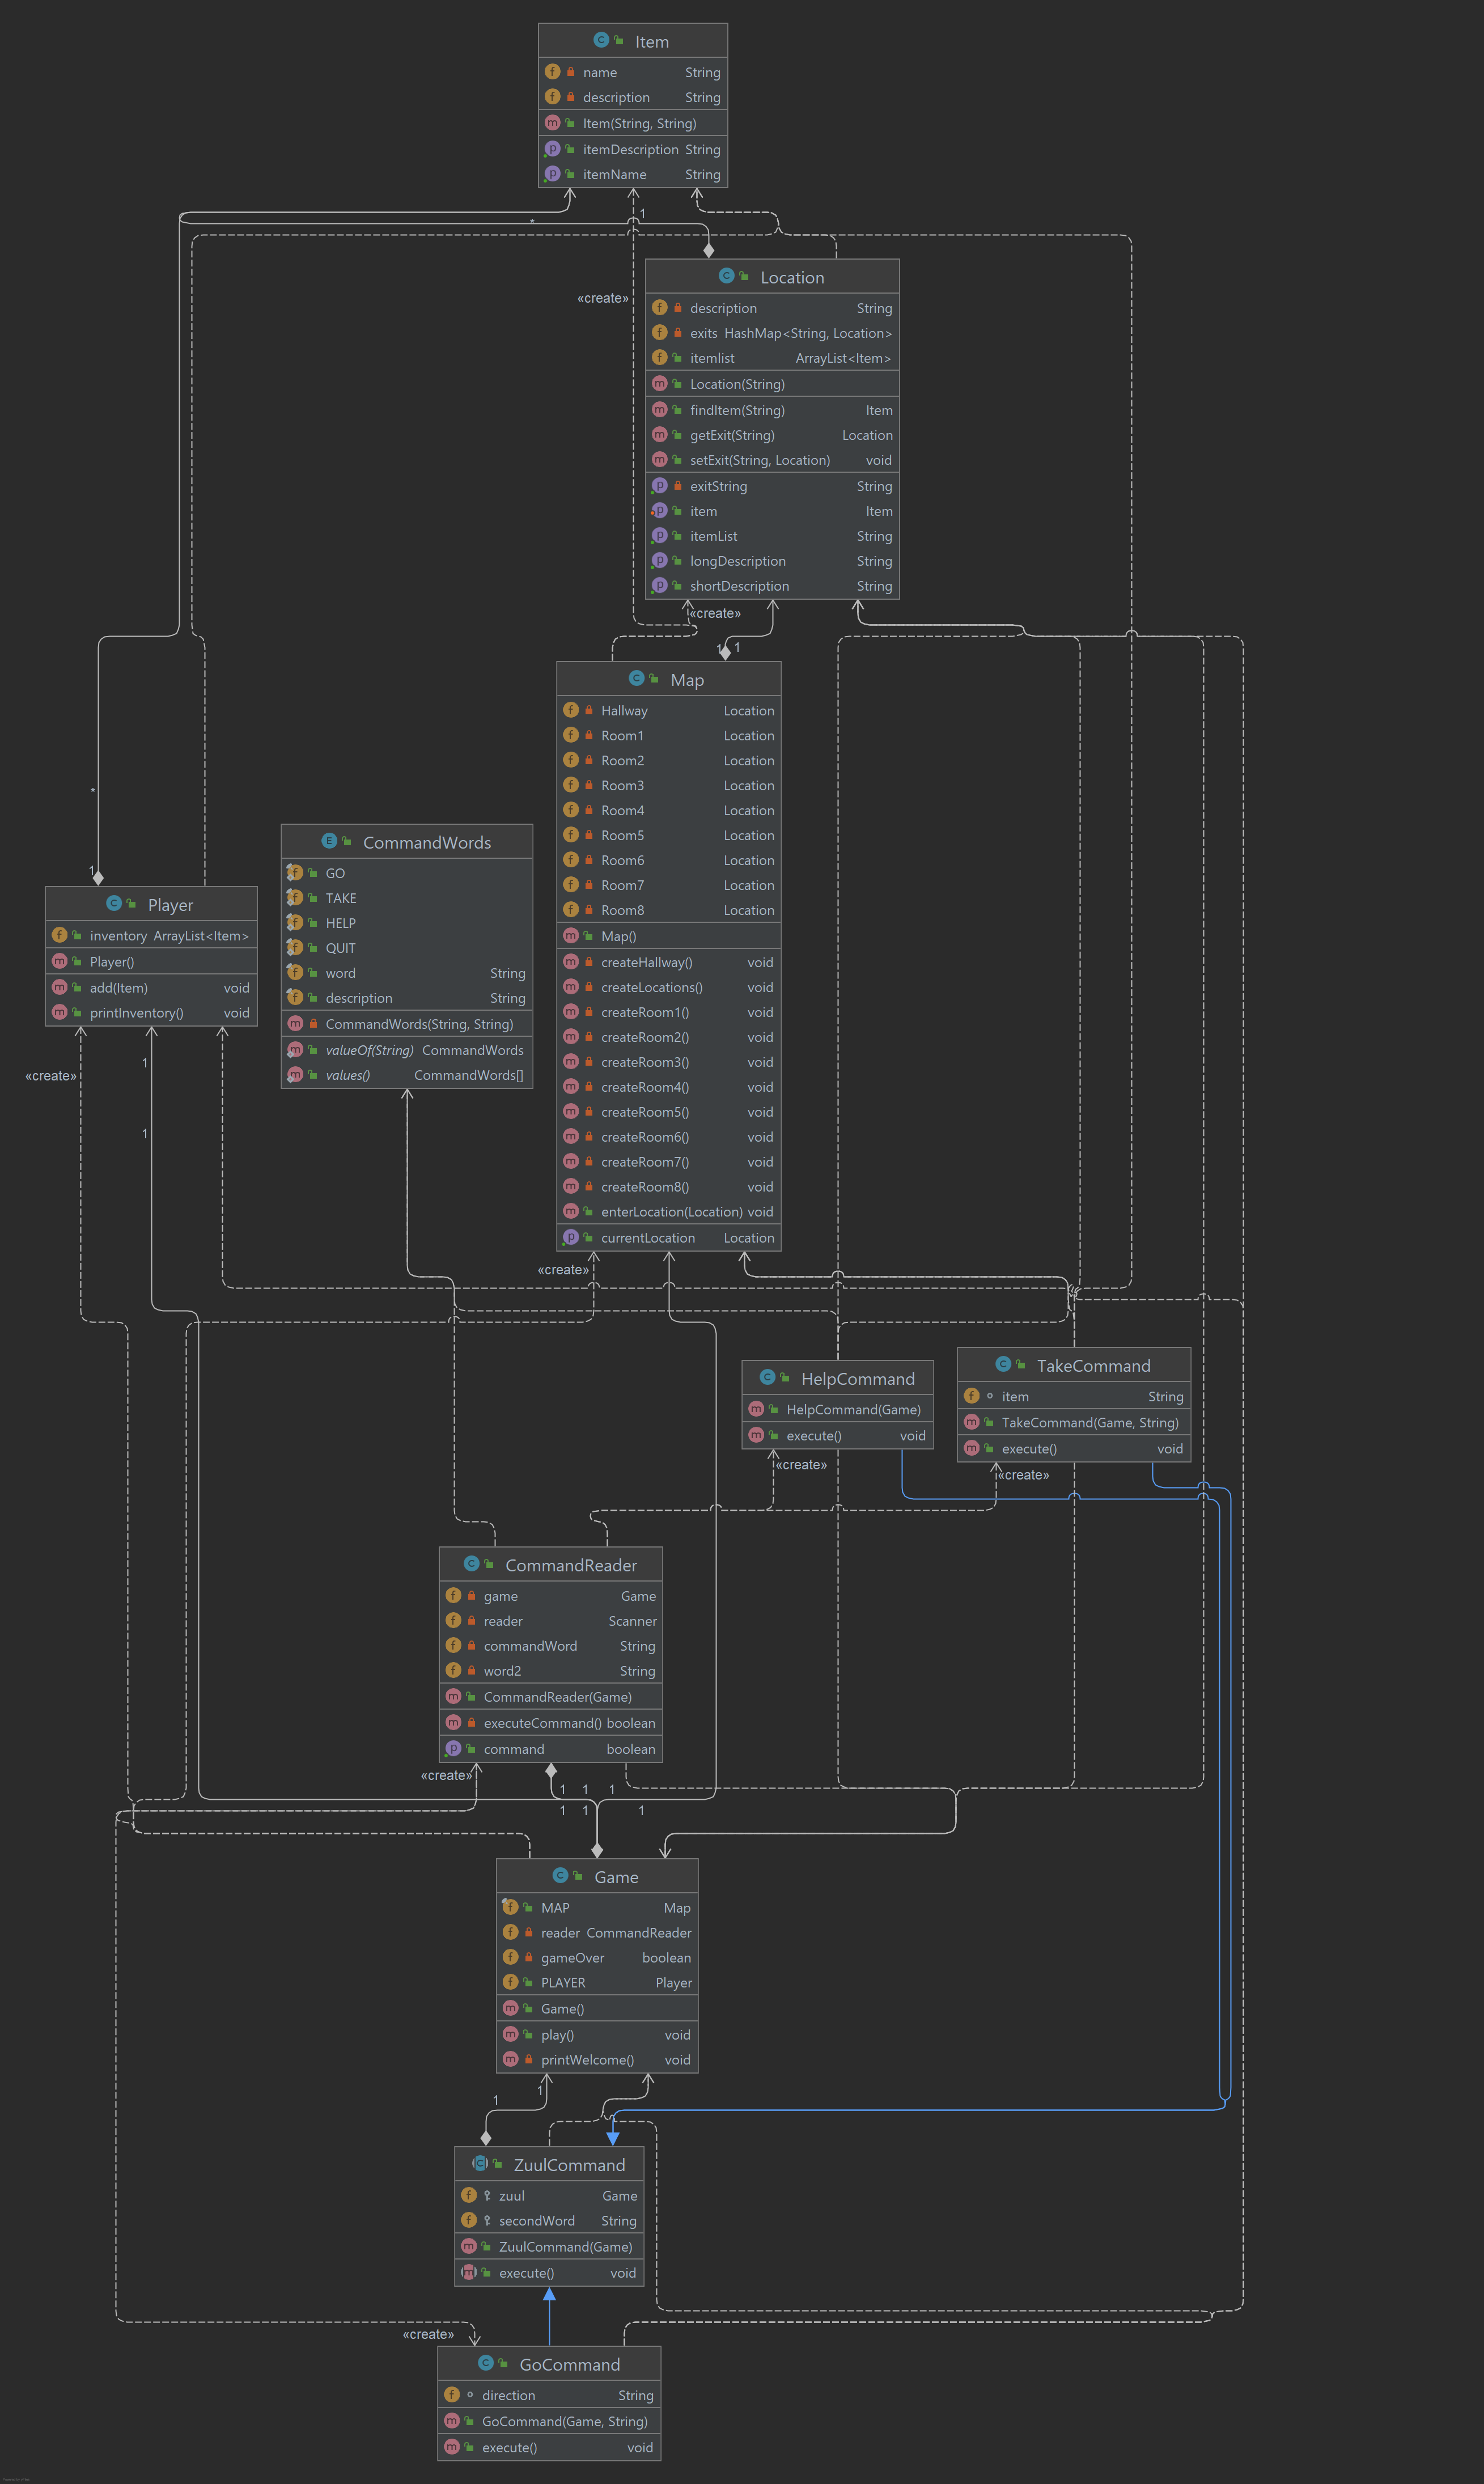 Item
name String
description String
Item(String, String)
itemDescription String
itemName String
1
*
«create»
Location
description String
exits HashMap<String, Location>
itemlist ArrayList<Item>
Location(String)
findItem(String) Item
getExit(String) Location
setExit(String, Location) void
exitString String
item Item
itemList String
longDescription String
shortDescription String
«create»
1 1
Map
Hallway Location
Room1 Location
Room2 Location
Room3 Location
Room4 Location
Room5 Location
Room6 Location
Room7 Location
Room8 Location
Map()
createHallway() void
createLocations() void
createRoom1() void
createRoom2() void
createRoom3() void
createRoom4() void
createRoom5() void
createRoom6() void
createRoom7() void
createRoom8() void
enterLocation(Location) void
currentLocation Location
*
CommandWords
GO
TAKE
HELP
QUIT
word String
description String
CommandWords(String, String)
valueOf(String) CommandWords
values() CommandWords[]
1
Player
inventory ArrayList<Item>
Player()
add(Item) void
printInventory() void
1
«create»
1
«create»
HelpCommand
HelpCommand(Game)
execute() void
«create»
TakeCommand
item String
TakeCommand(Game, String)
execute() void
«create»
CommandReader
game Game
reader Scanner
commandWord String
word2 String
CommandReader(Game)
executeCommand() boolean
command boolean
«create»
1 1 1
1 1 1
Game
MAP Map
reader CommandReader
gameOver boolean
PLAYER Player
Game()
play() void
printWelcome() void
1
1
ZuulCommand
zuul Game
secondWord String
ZuulCommand(Game)
execute() void
«create»
GoCommand
direction String
GoCommand(Game, String)
execute() void